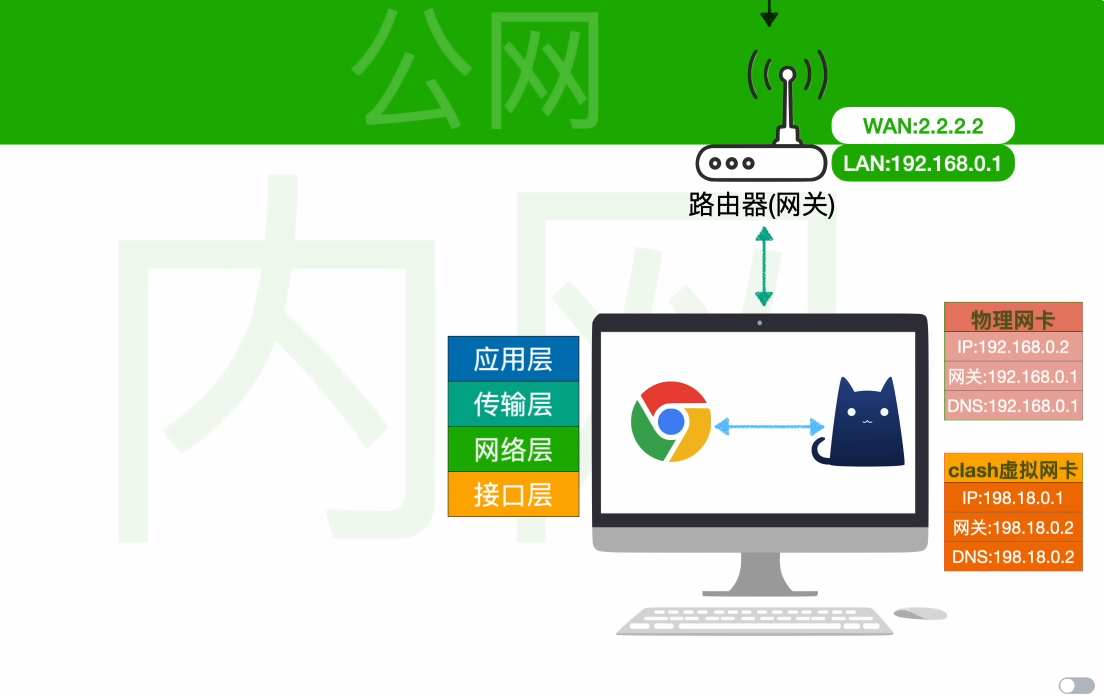 公网
WAN:2.2.2.2
LAN:192.168.0.1
路由器(网关)
内网
应用层
传输层
网络层
接口层
物理网卡
IP:192.168.0.2
网关:192.168.0.1
DNS:192.168.0.1
clash虚拟网卡
IP:198.18.0.1
网关:198.18.0.2
DNS:198.18.0.2